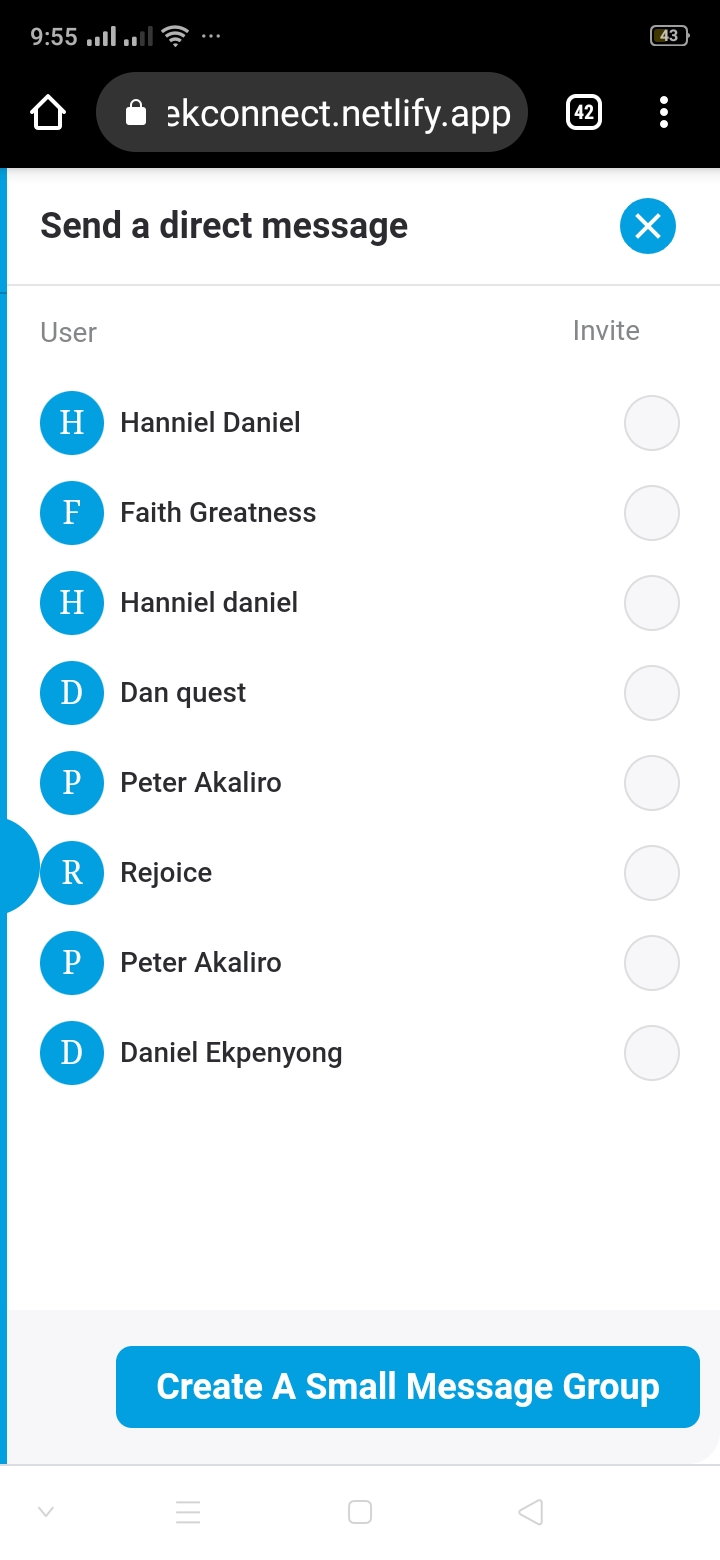 9:55
43
ekconnect.netlify.app
42
Send a direct message
User Invite
H Hanniel Daniel
F Faith Greatness
H Hanniel daniel
D Dan quest
P Peter Akaliro
R Rejoice
P Peter Akaliro
D Daniel Ekpenyong
Create A Small Message Group